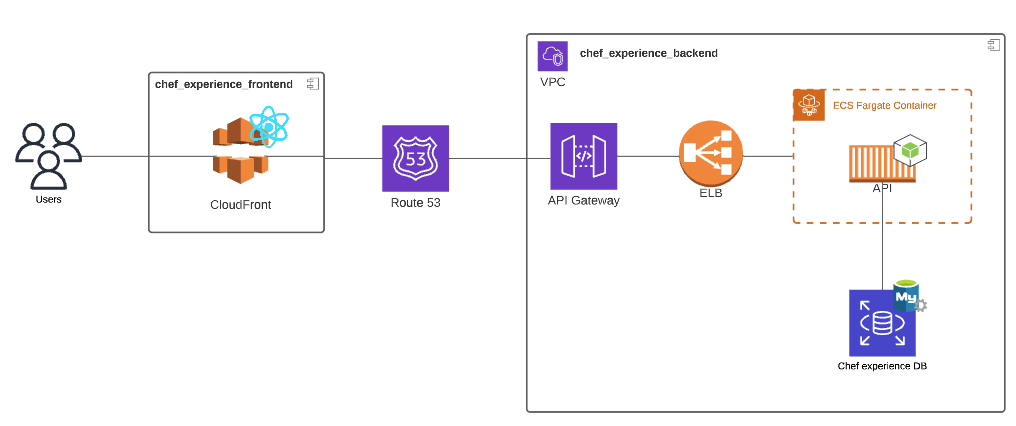 chef_experience_frontend
CloudFront
Users
53
Route 53
chef_experience_backend
VPC
API Gateway
ELB
ECS Fargate Container
API
My
Chef experience DB